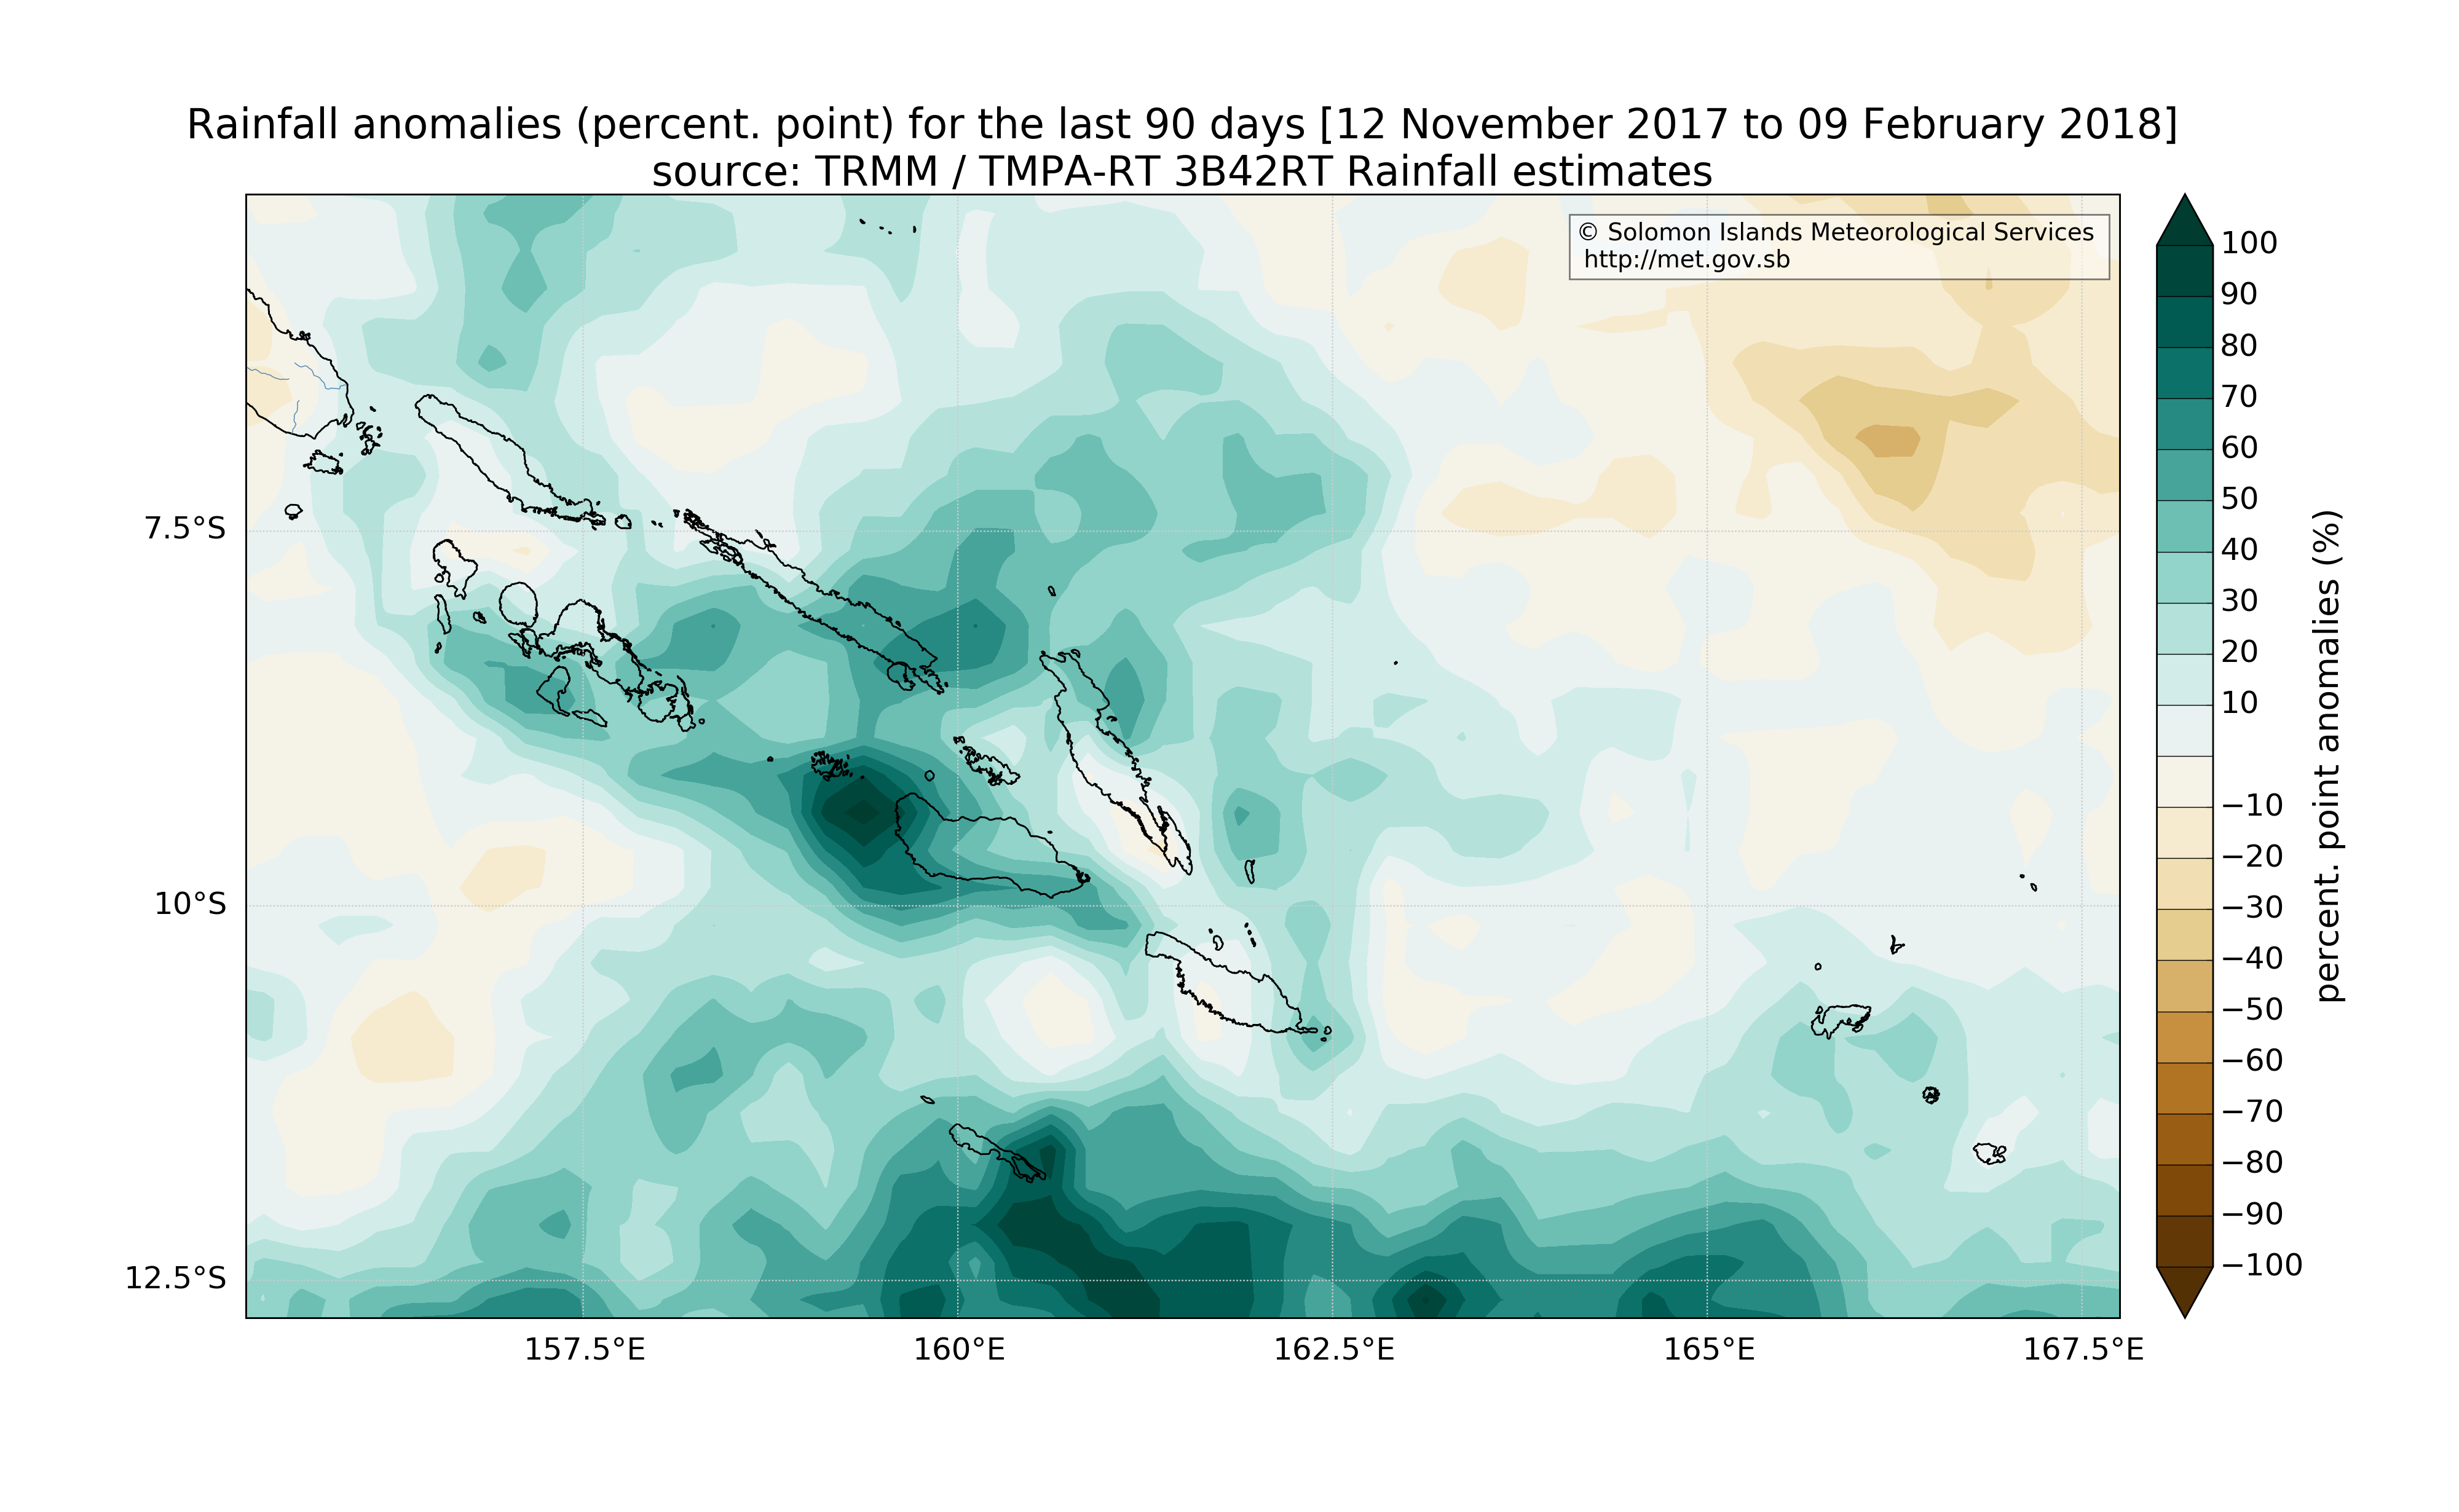 Rainfall anomalies (percent. point) for the last 90 days [12 November 2017 to 09 February 2018]
source: TRMM / TMPA-RT 3B42RT Rainfall estimates
© Solomon Islands Meteorological Services
http://met.gov.sb
7.5°S
10°S
12.5°S
157.5°E
160°E
162.5°E
165°E
167.5°E
100
90
80
70
60
50
40
30
20
10
−10
−20
−30
−40
−50
−60
−70
−80
−90
−100
percent. point anomalies (%)